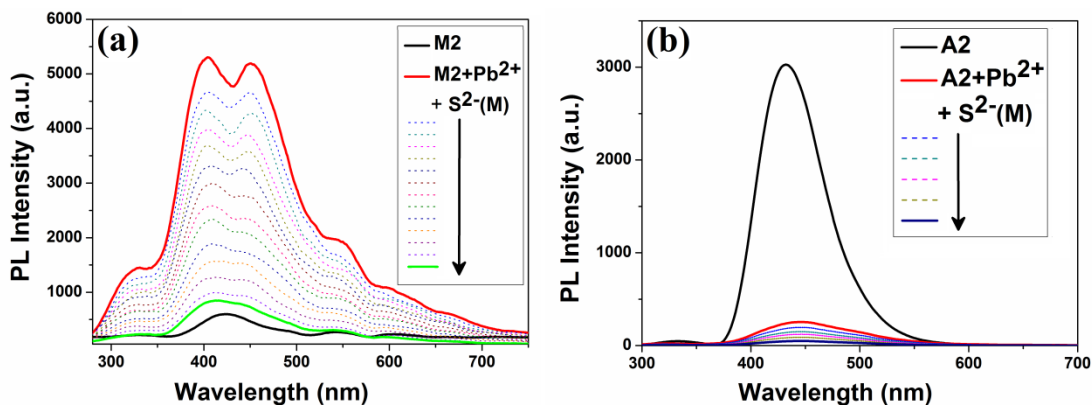 (a)
M2
M2+Pb²⁺
+ S²⁻(M)
6000
5000
4000
3000
2000
1000
PL Intensity (a.u.)
300 400 500 600 700
Wavelength (nm)
(b)
A2
A2+Pb²⁺
+ S²⁻(M)
3000
2000
1000
0
PL Intensity (a.u.)
300 400 500 600 700
Wavelength (nm)